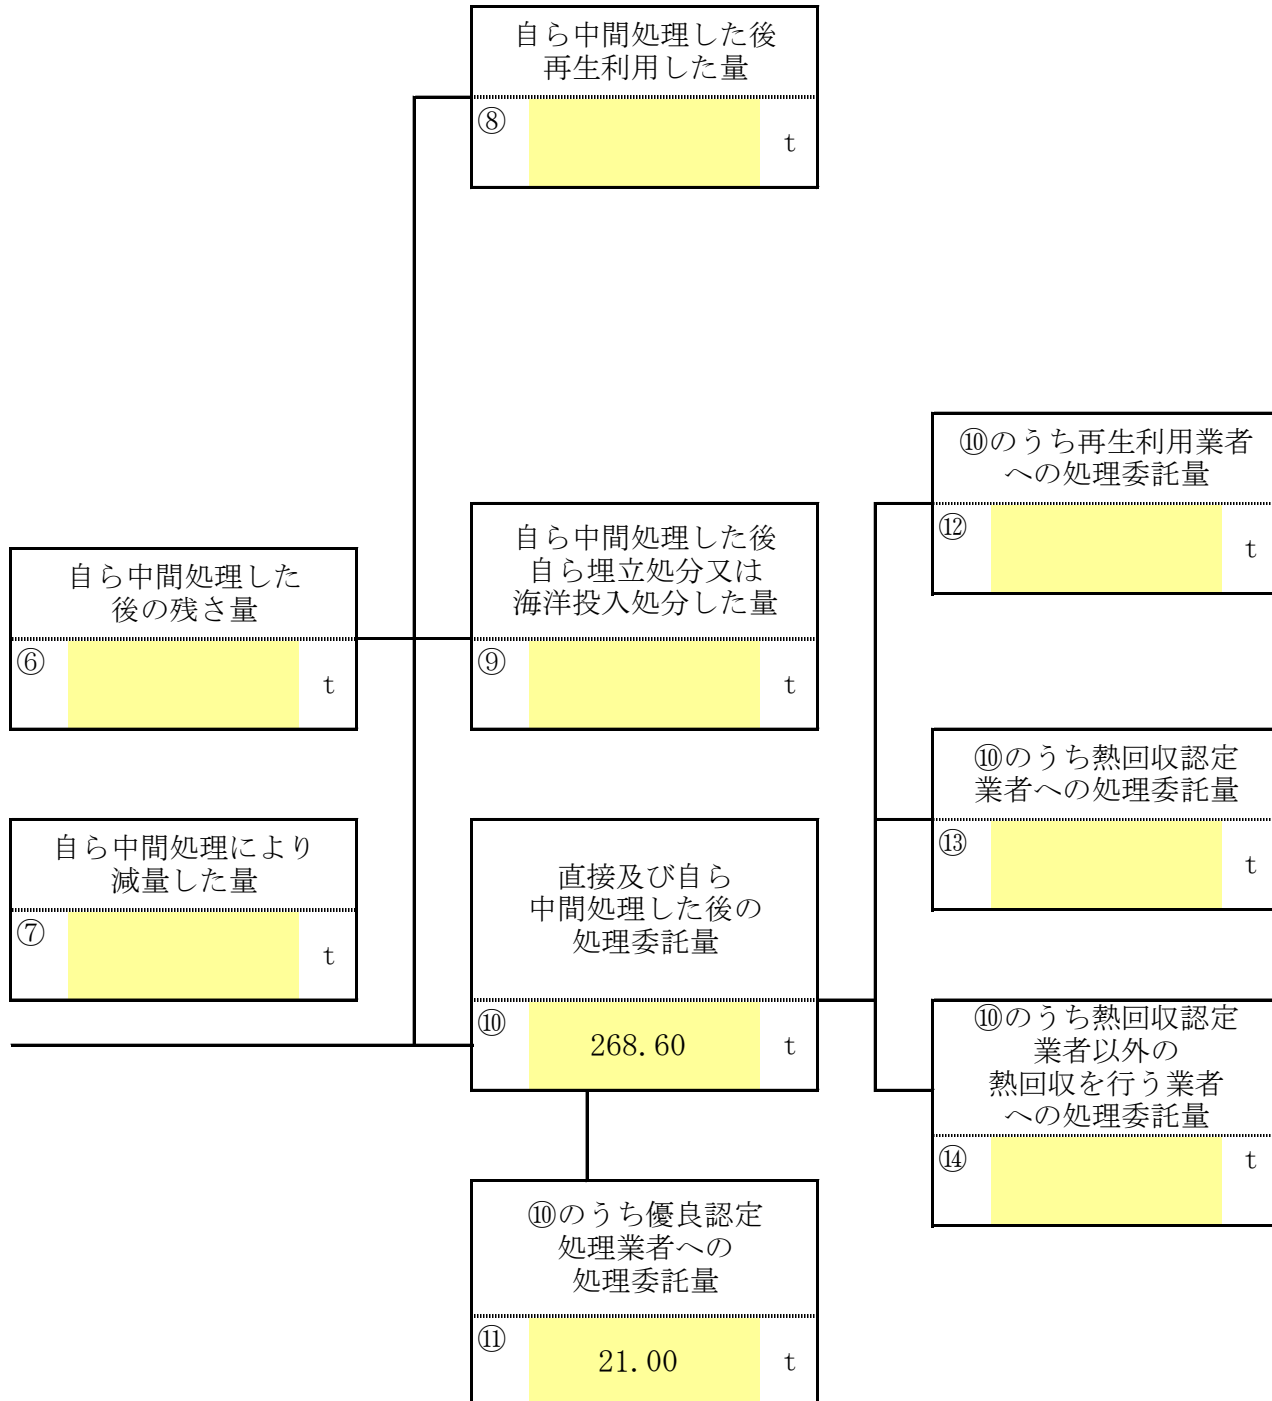 自ら中間処理した後
再生利用した量
⑧
t
⑩のうち再生利用業者
への処理委託量
⑫
t
自ら中間処理した後
自ら埋立処分又は
海洋投入処分した量
⑨
t
自ら中間処理した
後の残さ量
⑥
t
⑩のうち熱回収認定
業者への処理委託量
⑬
t
自ら中間処理により
減量した量
⑦
t
直接及び自ら
中間処理した後の
処理委託量
⑩
268.60
t
⑩のうち熱回収認定
業者以外の
熱回収を行う業者
への処理委託量
⑭
t
⑩のうち優良認定
処理業者への
処理委託量
⑪
21.00
t